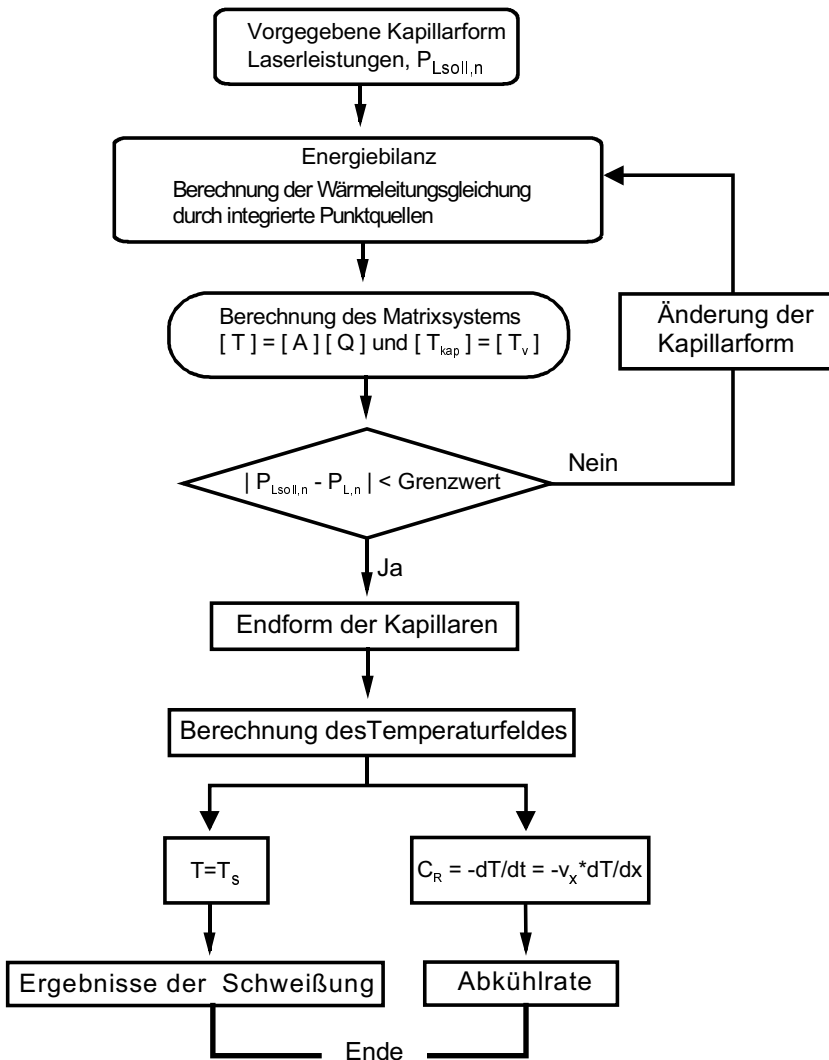 Vorgegebene Kapillarform
Laserleistungen, P_Lsoll,n
Energiebilanz
Berechnung der Wärmeleitungsgleichung
durch integrierte Punktquellen
Berechnung des Matrixsystems
[ T ] = [ A ] [ Q ] und [ T_kap ] = [ T_v ]
Änderung der
Kapillarform
| P_Lsoll,n - P_L,n | < Grenzwert
Nein
Ja
Endform der Kapillaren
Berechnung desTemperaturfeldes
T=T_s
C_R = -dT/dt = -v_x*dT/dx
Ergebnisse der Schweißung
Abkühlrate
Ende